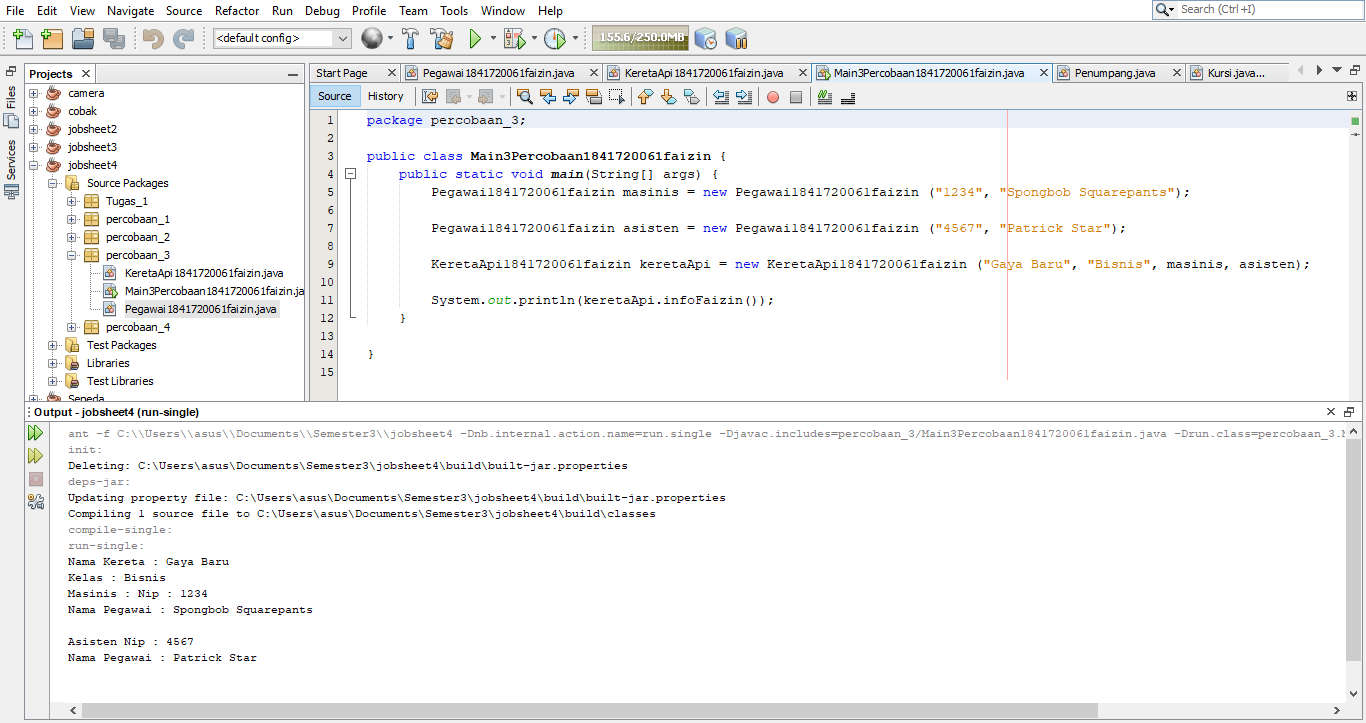 File Edit View Navigate Source Refactor Run Debug Profile Team Tools Window Help
Search (Ctrl+I)
<default config>
155.6/250.0MB
Files
Services
Projects
camera
cobak
jobsheet2
jobsheet3
jobsheet4
Source Packages
Tugas_1
percobaan_1
percobaan_2
percobaan_3
KeretaApi1841720061faizin.java
Main3Percobaan1841720061faizin.ja
Pegawai1841720061faizin.java
percobaan_4
Test Packages
Libraries
Test Libraries
Sepeda
Start Page Pegawai1841720061faizin.java KeretaApi1841720061faizin.java Main3Percobaan1841720061faizin.java Penumpang.java Kursi.java...
Source History
1 package percobaan_3;
2
3 public class Main3Percobaan1841720061faizin {
4 public static void main(String[] args) {
5 Pegawai1841720061faizin masinis = new Pegawai1841720061faizin ("1234", "Spongbob Squarepants");
6
7 Pegawai1841720061faizin asisten = new Pegawai1841720061faizin ("4567", "Patrick Star");
8
9 KeretaApi1841720061faizin keretaApi = new KeretaApi1841720061faizin ("Gaya Baru", "Bisnis", masinis, asisten);
10
11 System.out.println(keretaApi.infoFaizin());
12 }
13
14 }
15
Output - jobsheet4 (run-single)
ant -f C:\\Users\\asus\\Documents\\Semester3\\jobsheet4 -Dnb.internal.action.name=run.single -Djavac.includes=percobaan_3/Main3Percobaan1841720061faizin.java -Drun.class=percobaan_3.M
init:
Deleting: C:\Users\asus\Documents\Semester3\jobsheet4\build\built-jar.properties
deps-jar:
Updating property file: C:\Users\asus\Documents\Semester3\jobsheet4\build\built-jar.properties
Compiling 1 source file to C:\Users\asus\Documents\Semester3\jobsheet4\build\classes
compile-single:
run-single:
Nama Kereta : Gaya Baru
Kelas : Bisnis
Masinis : Nip : 1234
Nama Pegawai : Spongbob Squarepants
Asisten Nip : 4567
Nama Pegawai : Patrick Star